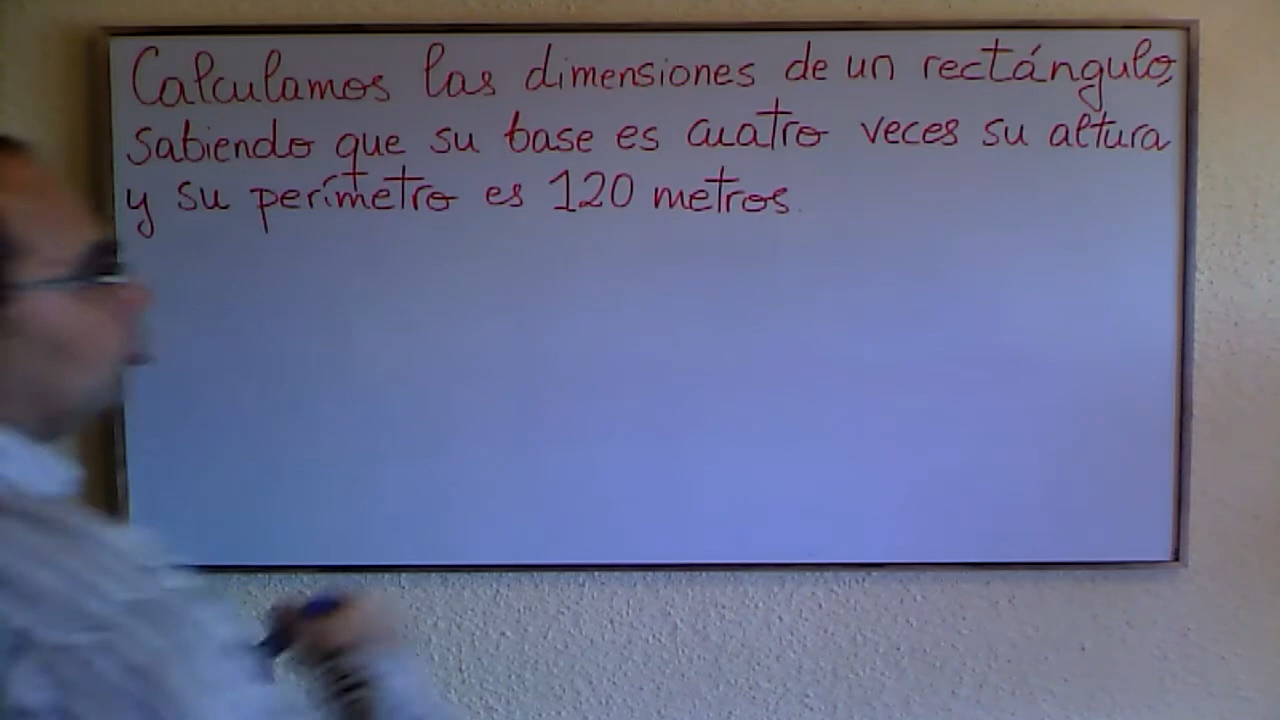 Calculamos las dimensiones de un rectángulo,
sabiendo que su base es cuatro veces su altura
y su perímetro es 120 metros.